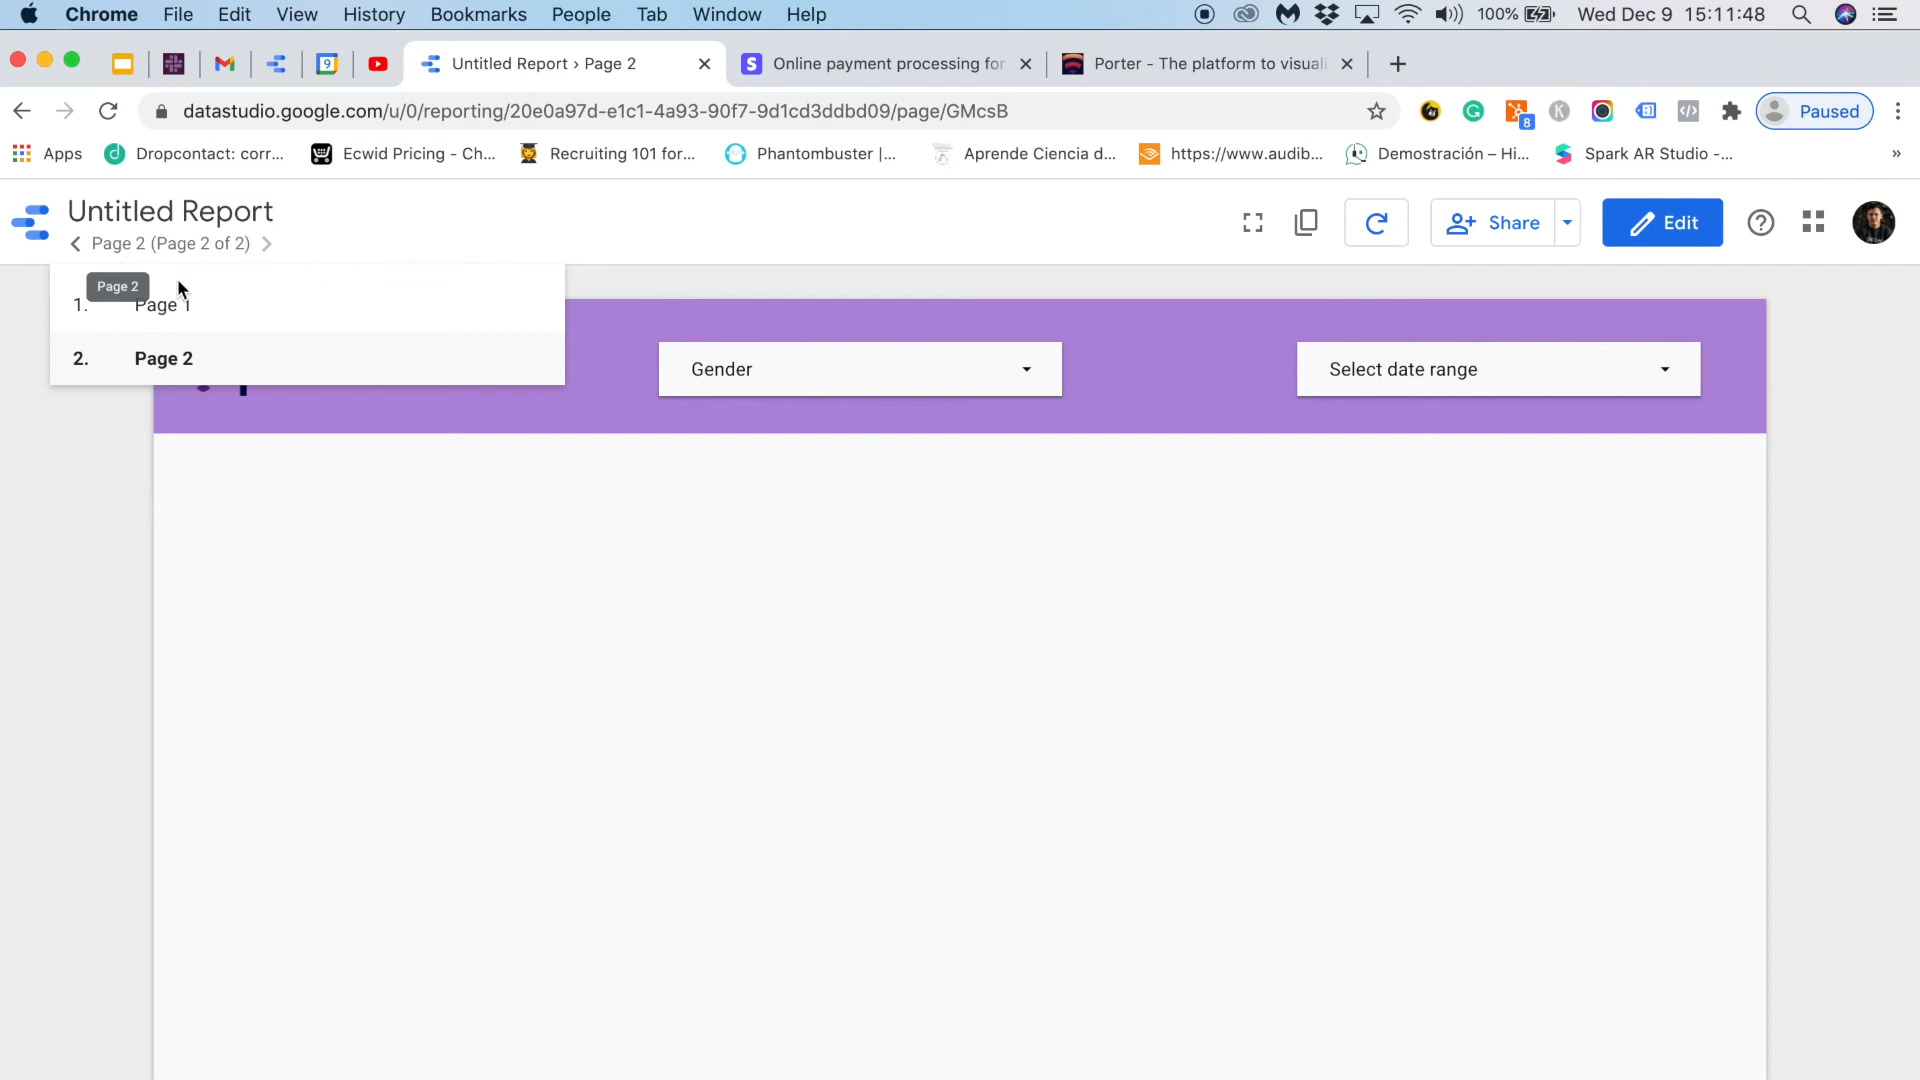 Chrome File Edit View History Bookmarks People Tab Window Help 100% Wed Dec 9 15:11:48
9 Untitled Report › Page 2 S Online payment processing for Porter - The platform to visuali
datastudio.google.com/u/0/reporting/20e0a97d-e1c1-4a93-90f7-9d1cd3ddbd09/page/GMcsB 8 K Paused
Apps Dropcontact: corr... Ecwid Pricing - Ch... Recruiting 101 for... Phantombuster |... Aprende Ciencia d... https://www.audib... Demostración – Hi... Spark AR Studio -... »
Untitled Report
Page 2 (Page 2 of 2)
Share Edit
Page 2
1. Page 1
2. Page 2
Gender
Select date range